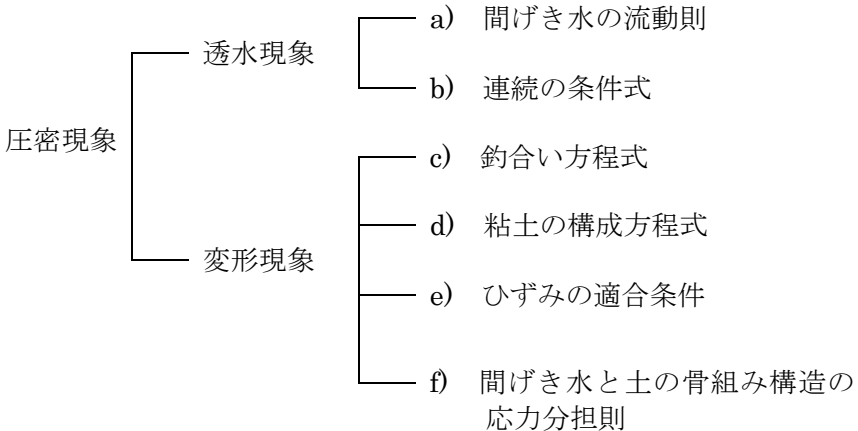 a) 間げき水の流動則
透水現象
b) 連続の条件式
圧密現象
c) 釣合い方程式
d) 粘土の構成方程式
変形現象
e) ひずみの適合条件
f) 間げき水と土の骨組み構造の
応力分担則